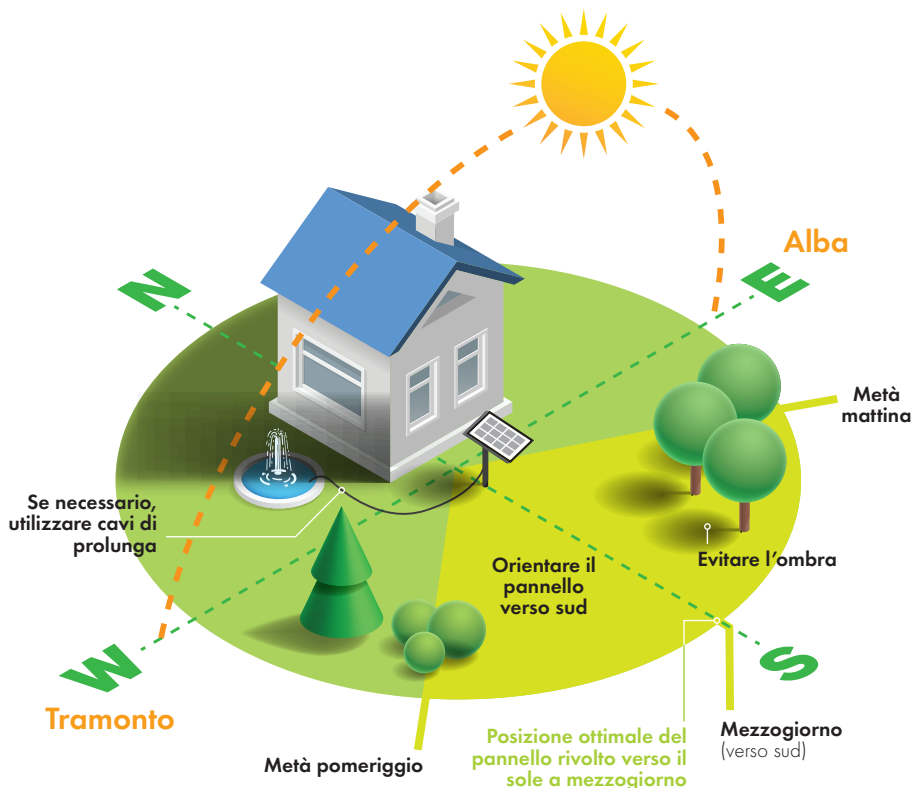 Alba
N
E
Metà
mattina
Se necessario,
utilizzare cavi di
prolunga
Evitare l'ombra
Orientare il
pannello
verso sud
W
S
Tramonto
Mezzogiorno
(verso sud)
Posizione ottimale del
pannello rivolto verso il
sole a mezzogiorno
Metà pomeriggio